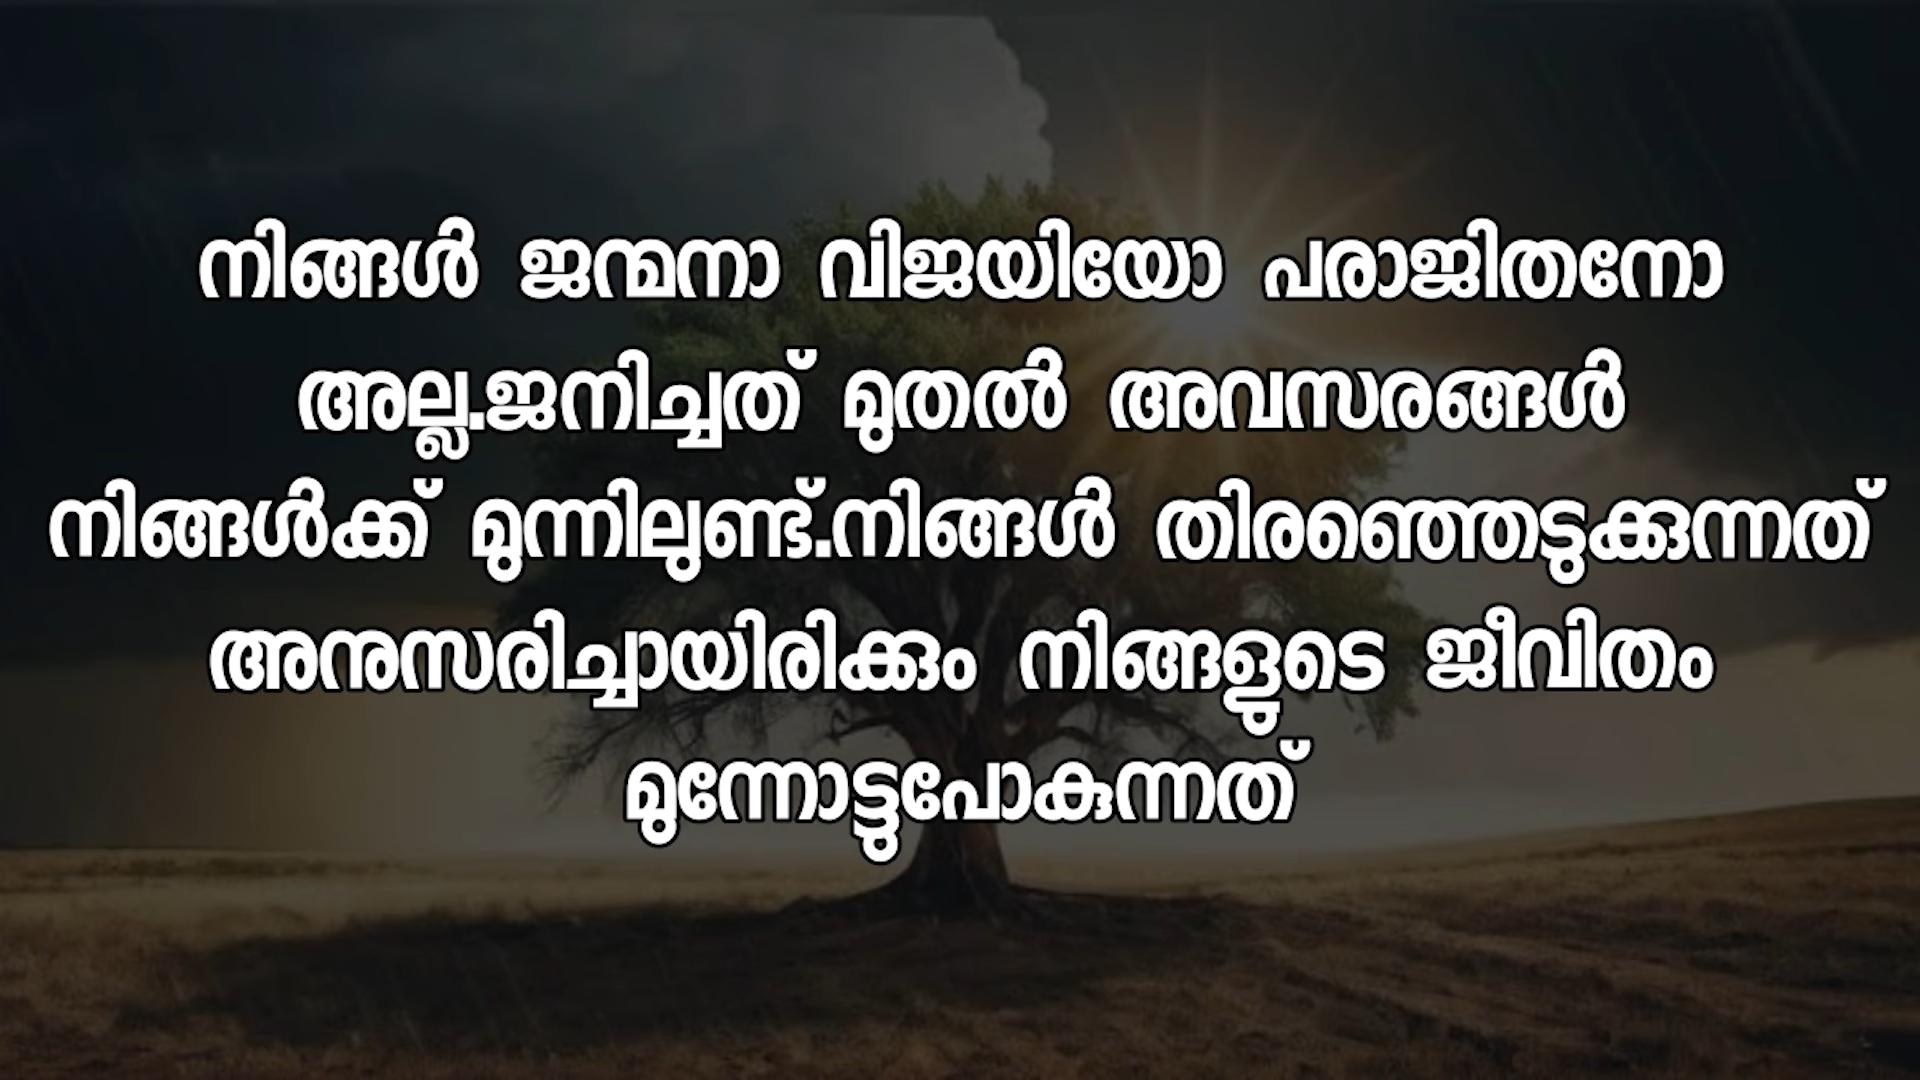 നിങ്ങൾ ജന്മനാ വിജയിയോ പരാജിതനോ
അല്ല.ജനിച്ചത് മുതൽ അവസരങ്ങൾ
നിങ്ങൾക്ക് മുന്നിലുണ്ട്.നിങ്ങൾ തിരഞ്ഞെടുക്കുന്നത്
അനുസരിച്ചായിരിക്കും നിങ്ങളുടെ ജീവിതം
മുന്നോട്ടുപോകുന്നത്